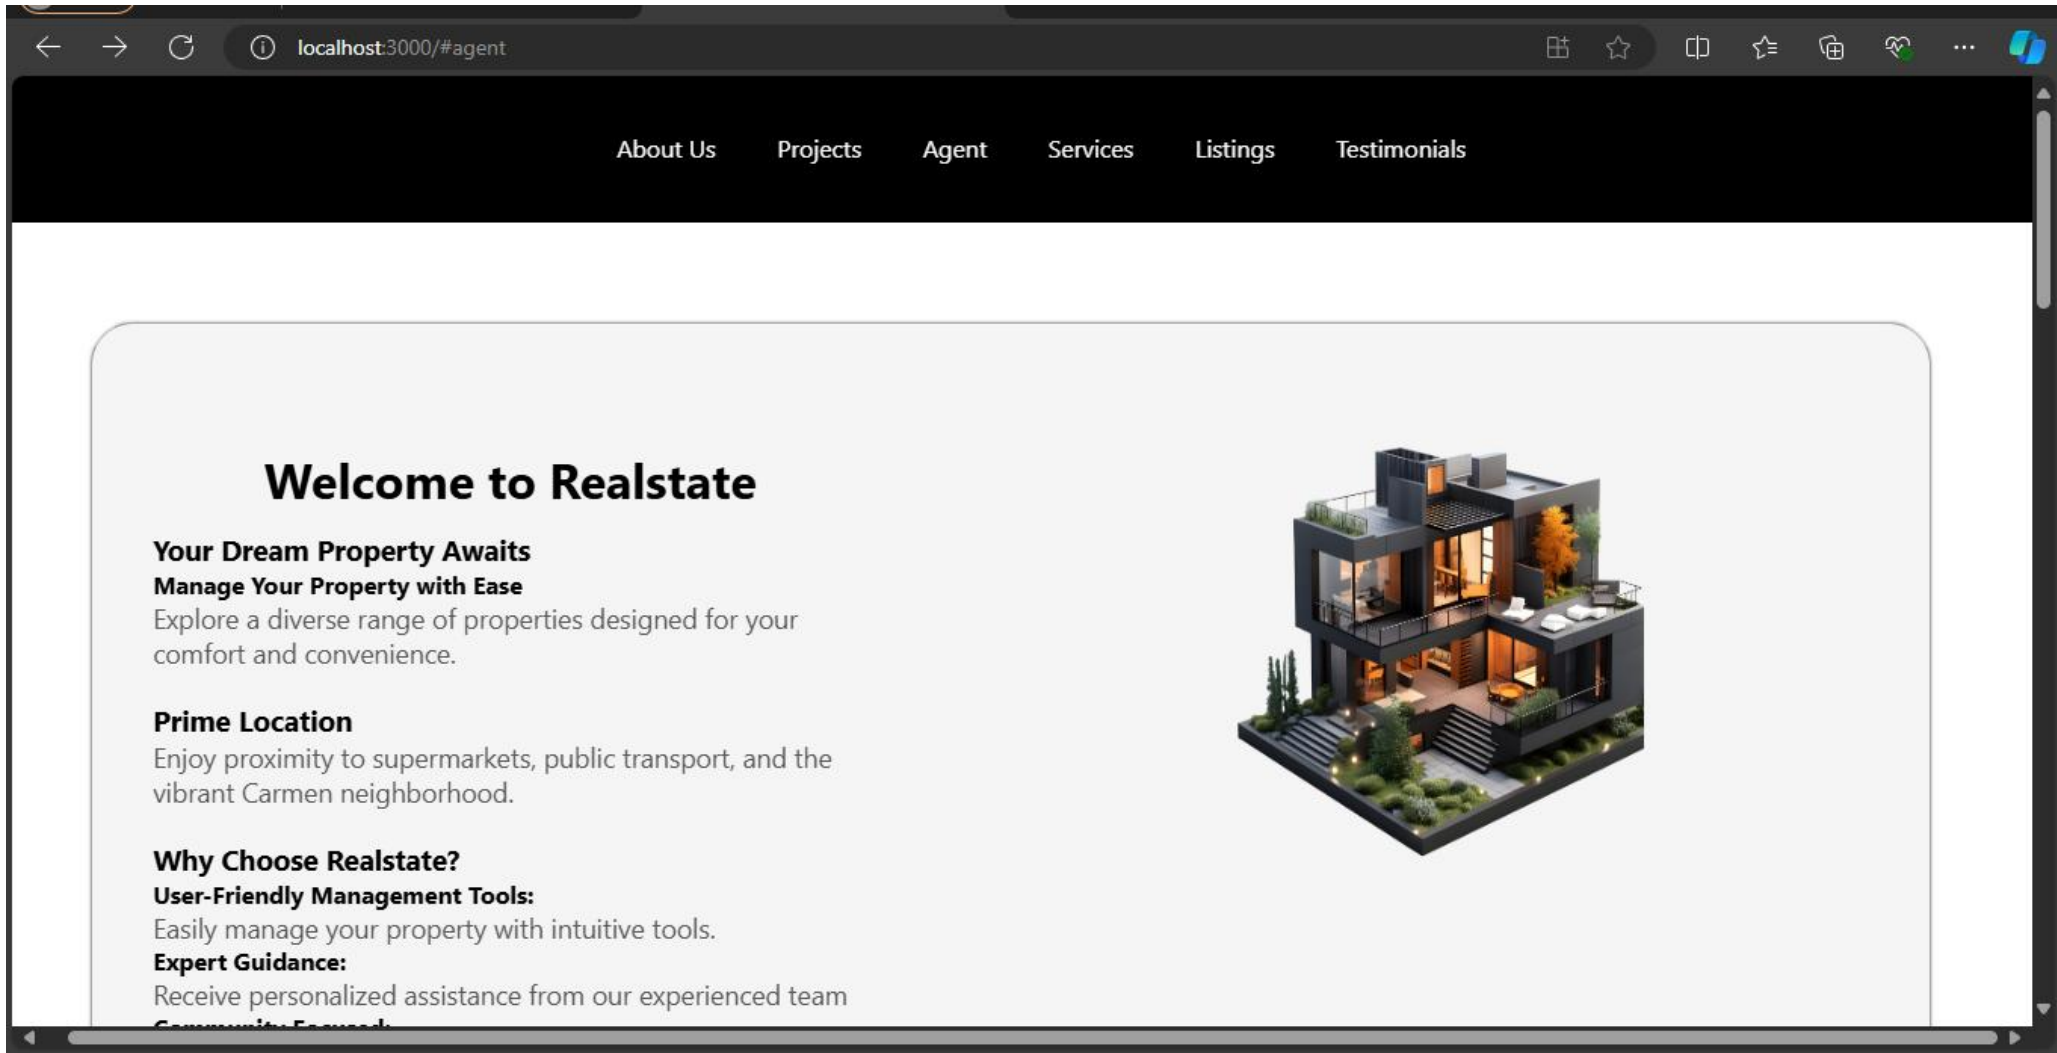 localhost:3000/#agent
About Us Projects Agent Services Listings Testimonials
Welcome to Realstate
Your Dream Property Awaits
Manage Your Property with Ease
Explore a diverse range of properties designed for your
comfort and convenience.
Prime Location
Enjoy proximity to supermarkets, public transport, and the
vibrant Carmen neighborhood.
Why Choose Realstate?
User-Friendly Management Tools:
Easily manage your property with intuitive tools.
Expert Guidance:
Receive personalized assistance from our experienced team
Community Focused: